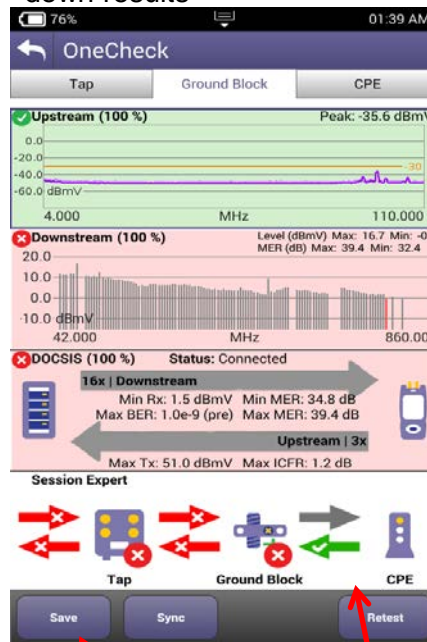 down results
76%
01:39 AM
OneCheck
Tap
Ground Block
CPE
Upstream (100 %)
Peak: -35.6 dBmV
0.0
-20.0
-30
-40.0
-60.0 dBmV
4.000
MHz
110.000
Downstream (100 %)
Level (dBmV) Max: 16.7 Min: -0
MER (dB) Max: 39.4 Min: 32.4
20.0
10.0
0.0
-10.0 dBmV
42.000
MHz
860.00
DOCSIS (100 %)
Status: Connected
16x | Downstream
Min Rx: 1.5 dBmV Min MER: 34.8 dB
Max BER: 1.0e-9 (pre) Max MER: 39.4 dB
Upstream | 3x
Max Tx: 51.0 dBmV Max ICFR: 1.2 dB
Session Expert
Tap
Ground Block
CPE
Save
Sync
Retest